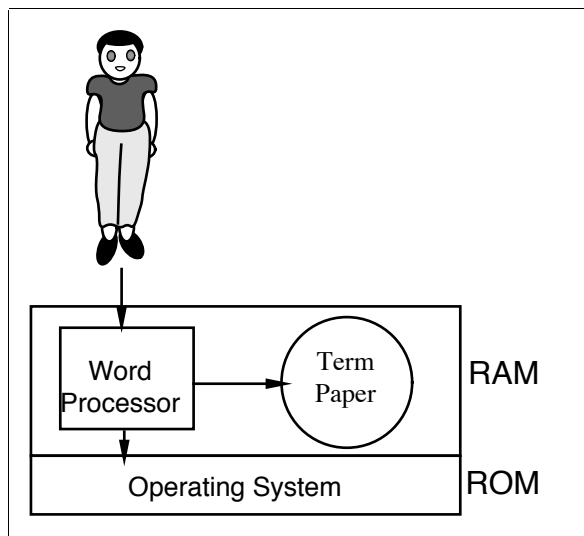 Word
Processor
Term
Paper
RAM
Operating System
ROM